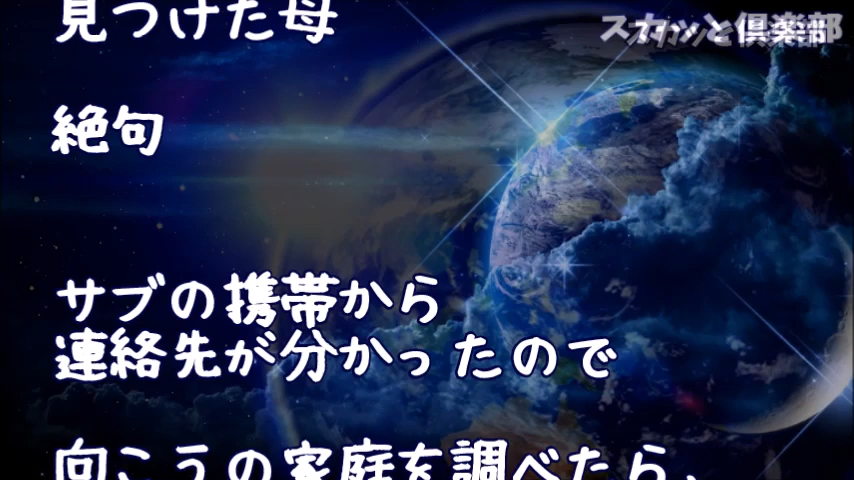 見つけた母
スカッと倶楽部
絶句
サブの携帯から
連絡先が分かったので
向こうの家庭を調べたら、